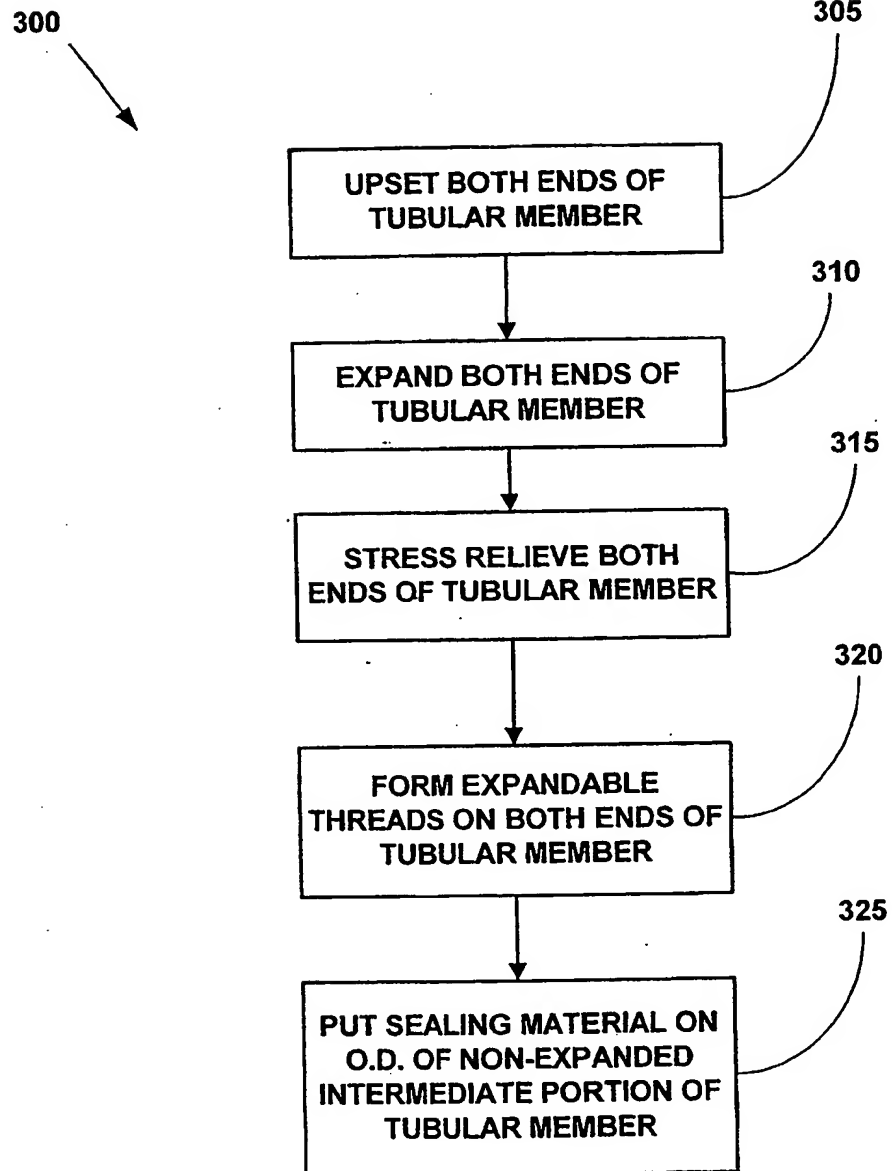 300
305
UPSET BOTH ENDS OF
TUBULAR MEMBER
310
EXPAND BOTH ENDS OF
TUBULAR MEMBER
315
STRESS RELIEVE BOTH
ENDS OF TUBULAR MEMBER
320
FORM EXPANDABLE
THREADS ON BOTH ENDS OF
TUBULAR MEMBER
325
PUT SEALING MATERIAL ON
O.D. OF NON-EXPANDED
INTERMEDIATE PORTION OF
TUBULAR MEMBER